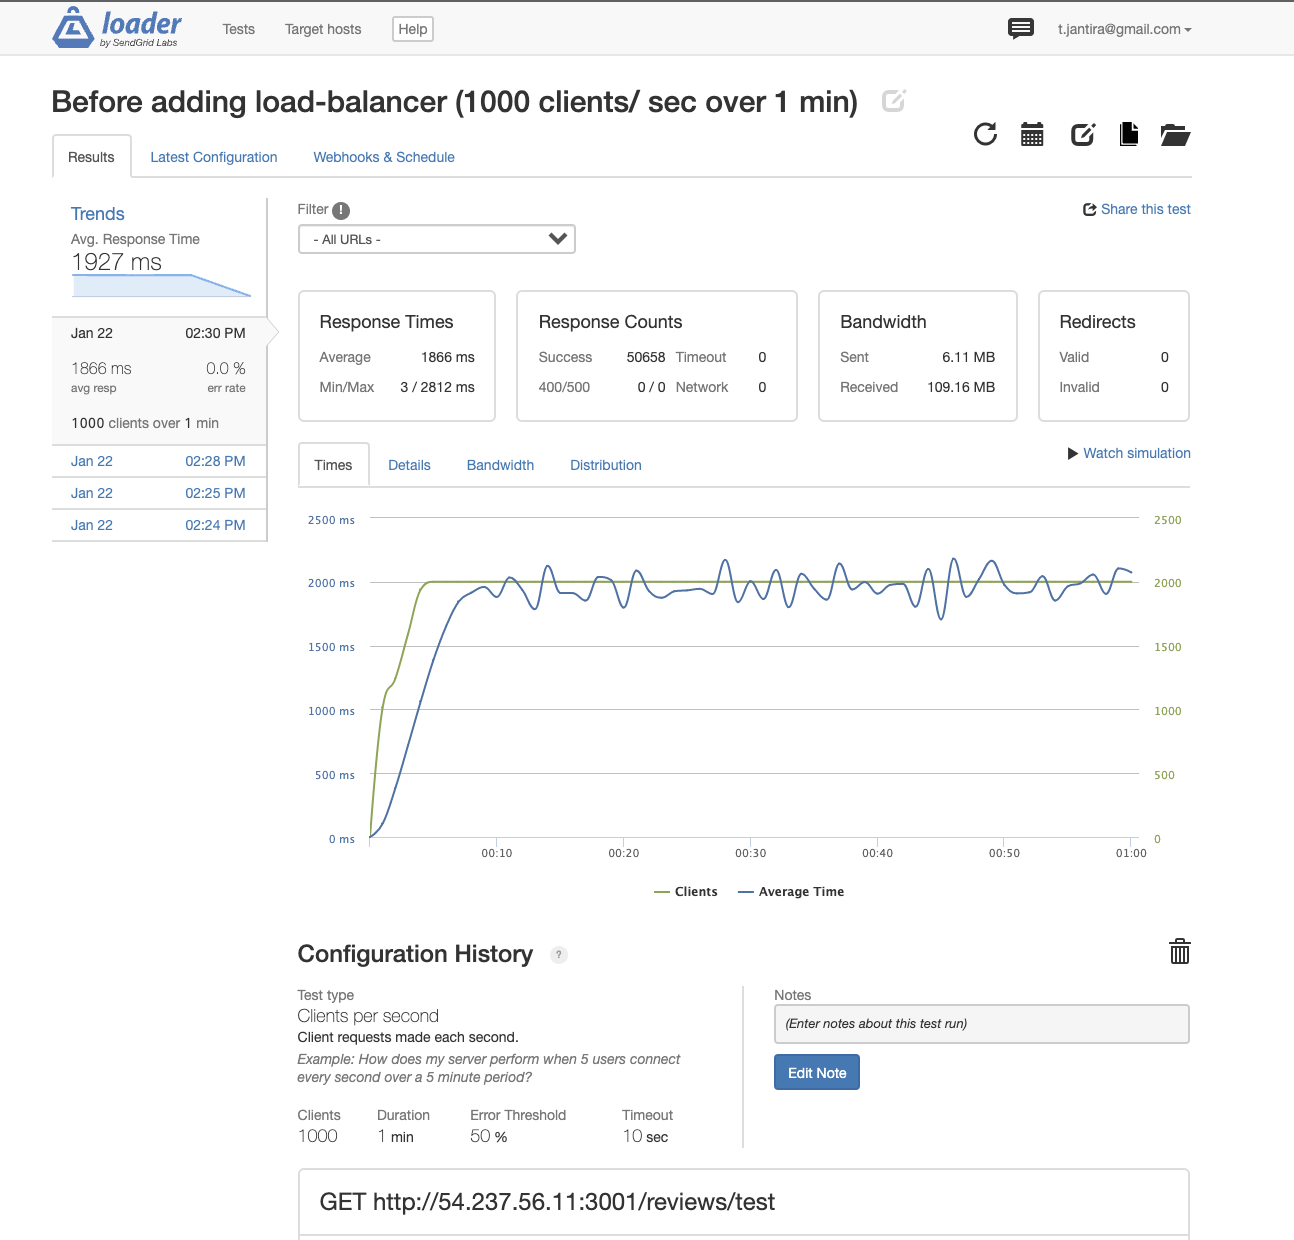 loader
by SendGrid Labs
Tests
Target hosts
Help
t.jantira@gmail.com
Before adding load-balancer (1000 clients/ sec over 1 min)
Results
Latest Configuration
Webhooks & Schedule
Trends
Avg. Response Time
1927 ms
Jan 22 02:30 PM
1866 ms 0.0 %
avg resp err rate
1000 clients over 1 min
Jan 22 02:28 PM
Jan 22 02:25 PM
Jan 22 02:24 PM
Filter !
- All URLs -
Share this test
Response Times
Average 1866 ms
Min/Max 3 / 2812 ms
Response Counts
Success 50658 Timeout 0
400/500 0 / 0 Network 0
Bandwidth
Sent 6.11 MB
Received 109.16 MB
Redirects
Valid 0
Invalid 0
Times
Details
Bandwidth
Distribution
Watch simulation
2500 ms 2500
2000 ms 2000
1500 ms 1500
1000 ms 1000
500 ms 500
0 ms 0
00:10 00:20 00:30 00:40 00:50 01:00
Clients Average Time
Configuration History ?
Test type
Clients per second
Client requests made each second.
Example: How does my server perform when 5 users connect
every second over a 5 minute period?
Clients Duration Error Threshold Timeout
1000 1 min 50 % 10 sec
Notes
(Enter notes about this test run)
Edit Note
GET http://54.237.56.11:3001/reviews/test